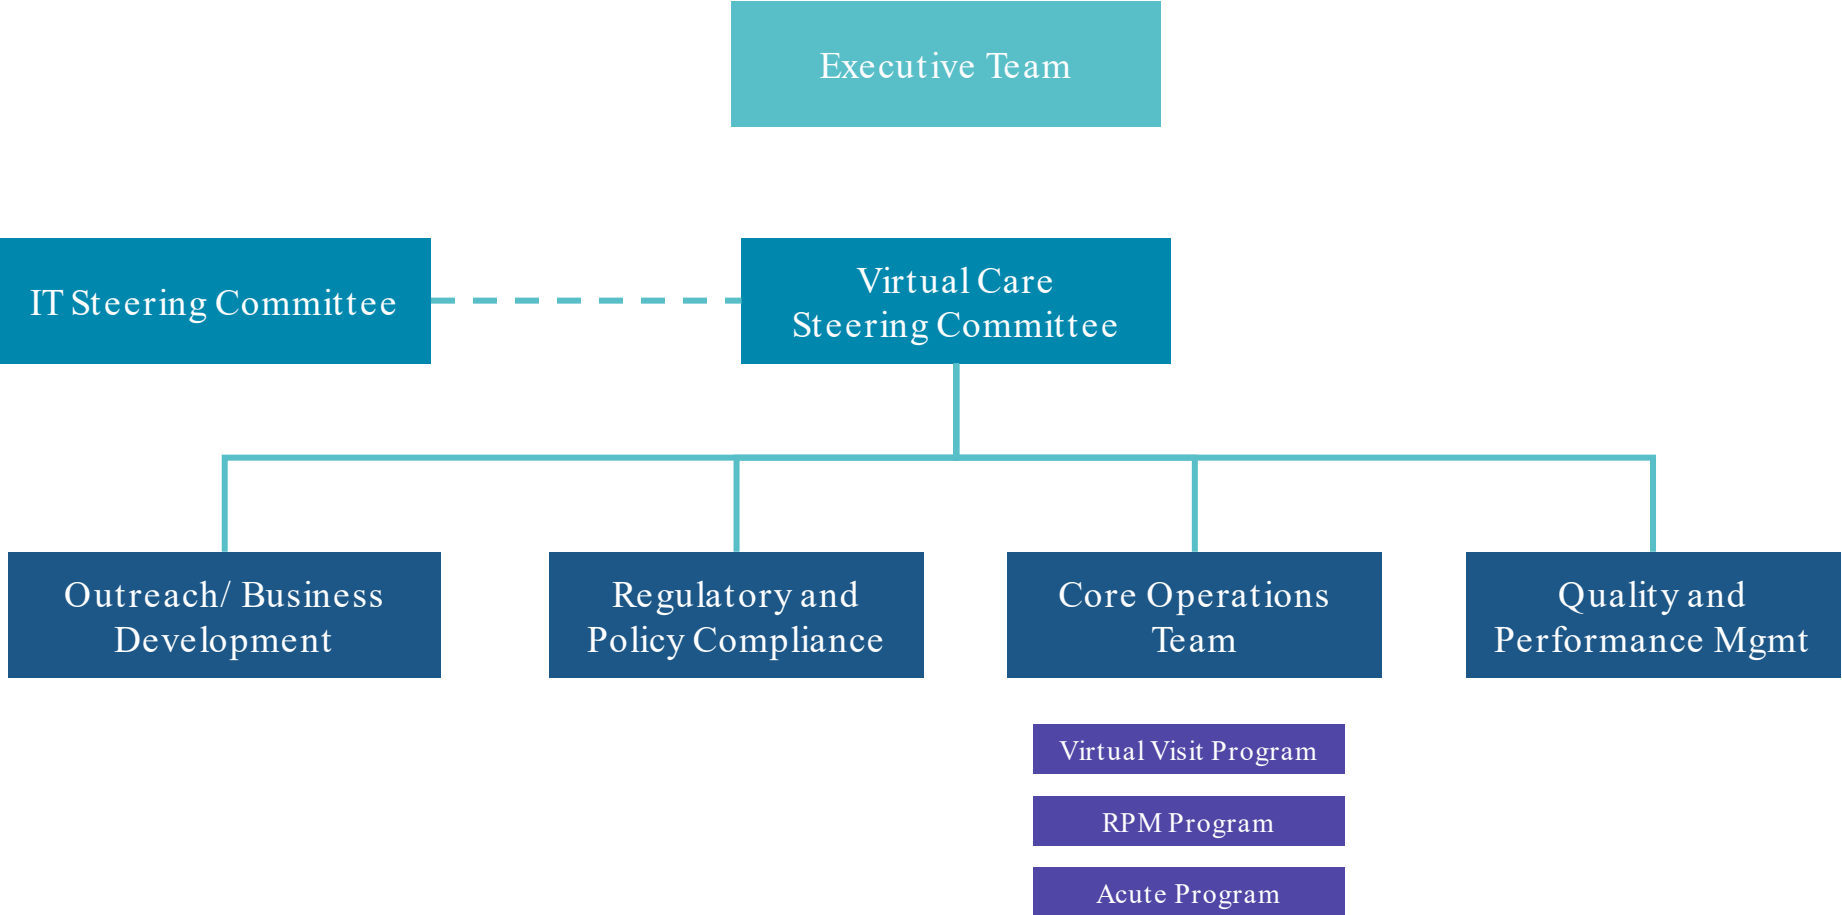 Executive Team
IT Steering Committee
Virtual Care
Steering Committee
Outreach/ Business
Development
Regulatory and
Policy Compliance
Core Operations
Team
Quality and
Performance Mgmt
Virtual Visit Program
RPM Program
Acute Program